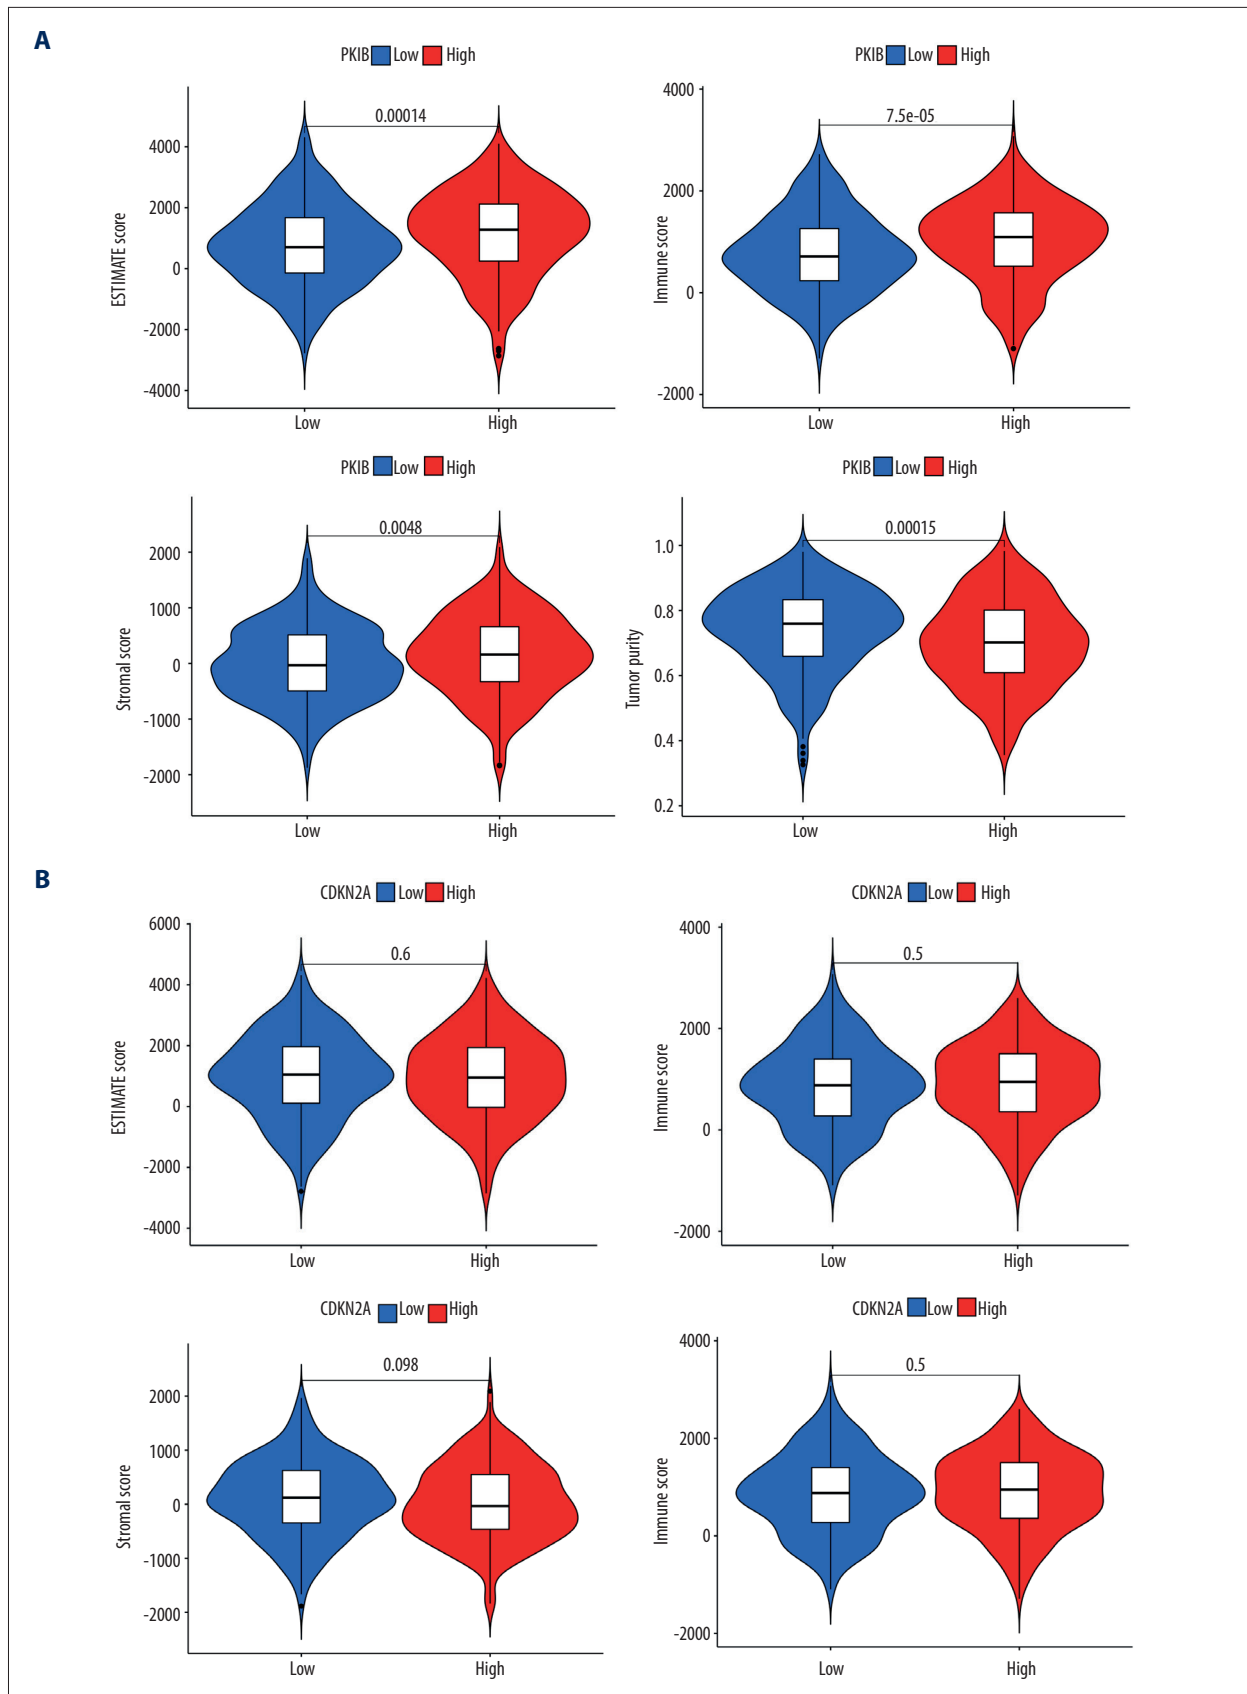 A
PKIB Low High
0.00014
ESTIMATE score
4000
2000
0
-2000
-4000
Low High
PKIB Low High
7.5e-05
Immune score
4000
2000
0
-2000
Low High
PKIB Low High
0.0048
Stromal score
2000
1000
0
-1000
-2000
Low High
PKIB Low High
0.00015
Tumor purity
1.0
0.8
0.6
0.4
0.2
Low High
B
CDKN2A Low High
0.6
ESTIMATE score
6000
4000
2000
0
-2000
-4000
Low High
CDKN2A Low High
0.5
Immune score
4000
2000
0
-2000
Low High
CDKN2A Low High
0.098
Stromal score
2000
1000
0
-1000
-2000
Low High
CDKN2A Low High
0.5
Immune score
4000
2000
0
-2000
Low High